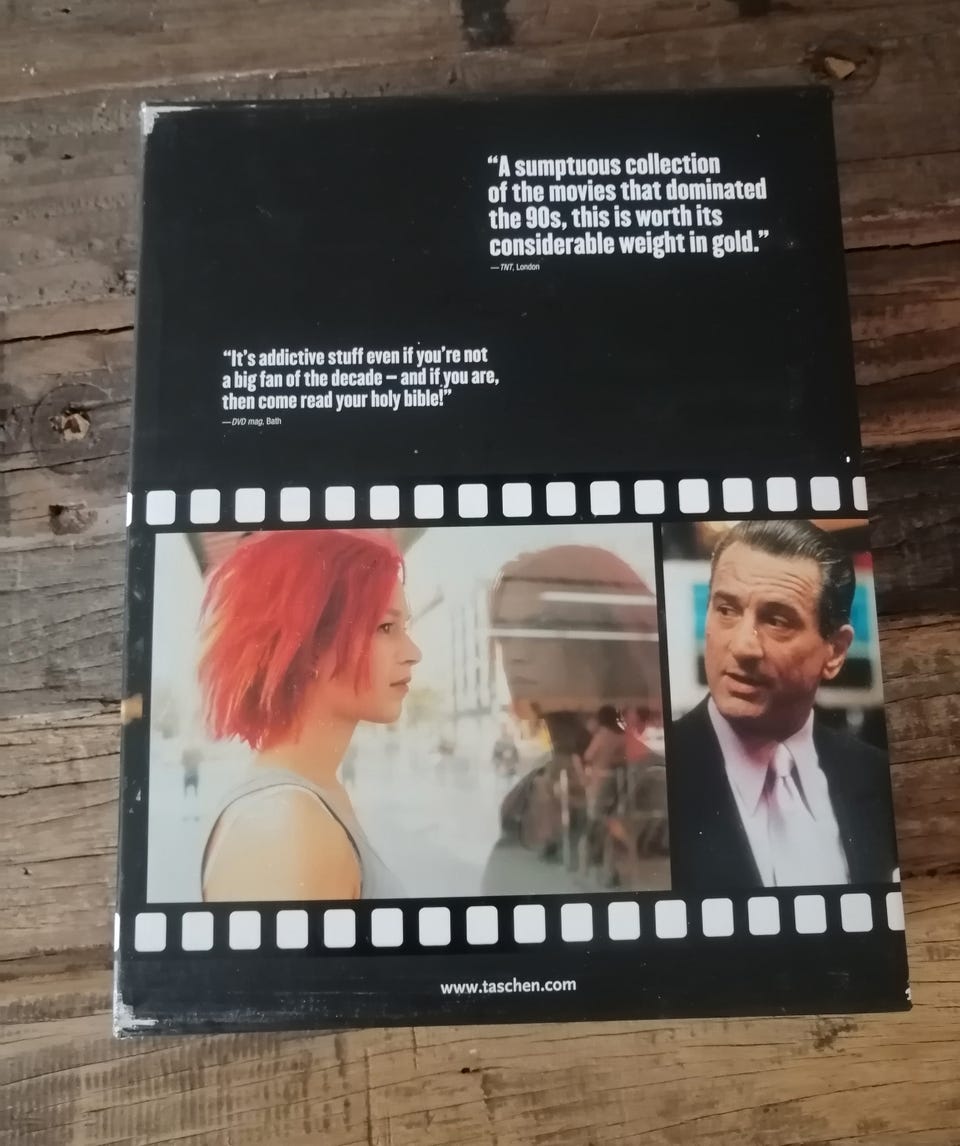 “A sumptuous collection
of the movies that dominated
the 90s, this is worth its
considerable weight in gold.”
—TNT, London
“It’s addictive stuff even if you’re not
a big fan of the decade – and if you are,
then come read your holy bible!”
—DVD mag, Bath
www.taschen.com